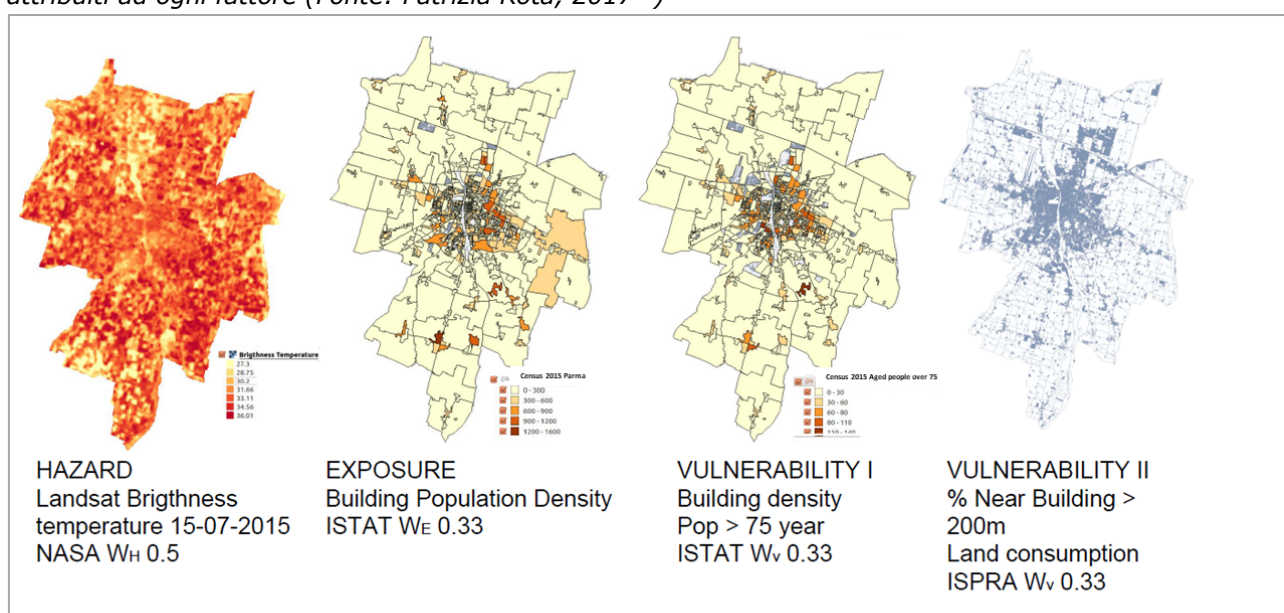 attribuiti ad ogni fattore (Fonte: Patrizia Rota, 2017
Brigthness Temperature
27.3
28.75
30.2
31.66
33.11
34.56
36.01
Census 2015 Parma
0 - 300
300 - 600
600 - 900
900 - 1200
1200 - 1600
Census 2015 Aged people over 75
0 - 30
30 - 60
60 - 80
80 - 110
110 - 140
HAZARD
Landsat Brigthness
temperature 15-07-2015
NASA WH 0.5
EXPOSURE
Building Population Density
ISTAT WE 0.33
VULNERABILITY I
Building density
Pop > 75 year
ISTAT Wv 0.33
VULNERABILITY II
% Near Building >
200m
Land consumption
ISPRA Wv 0.33